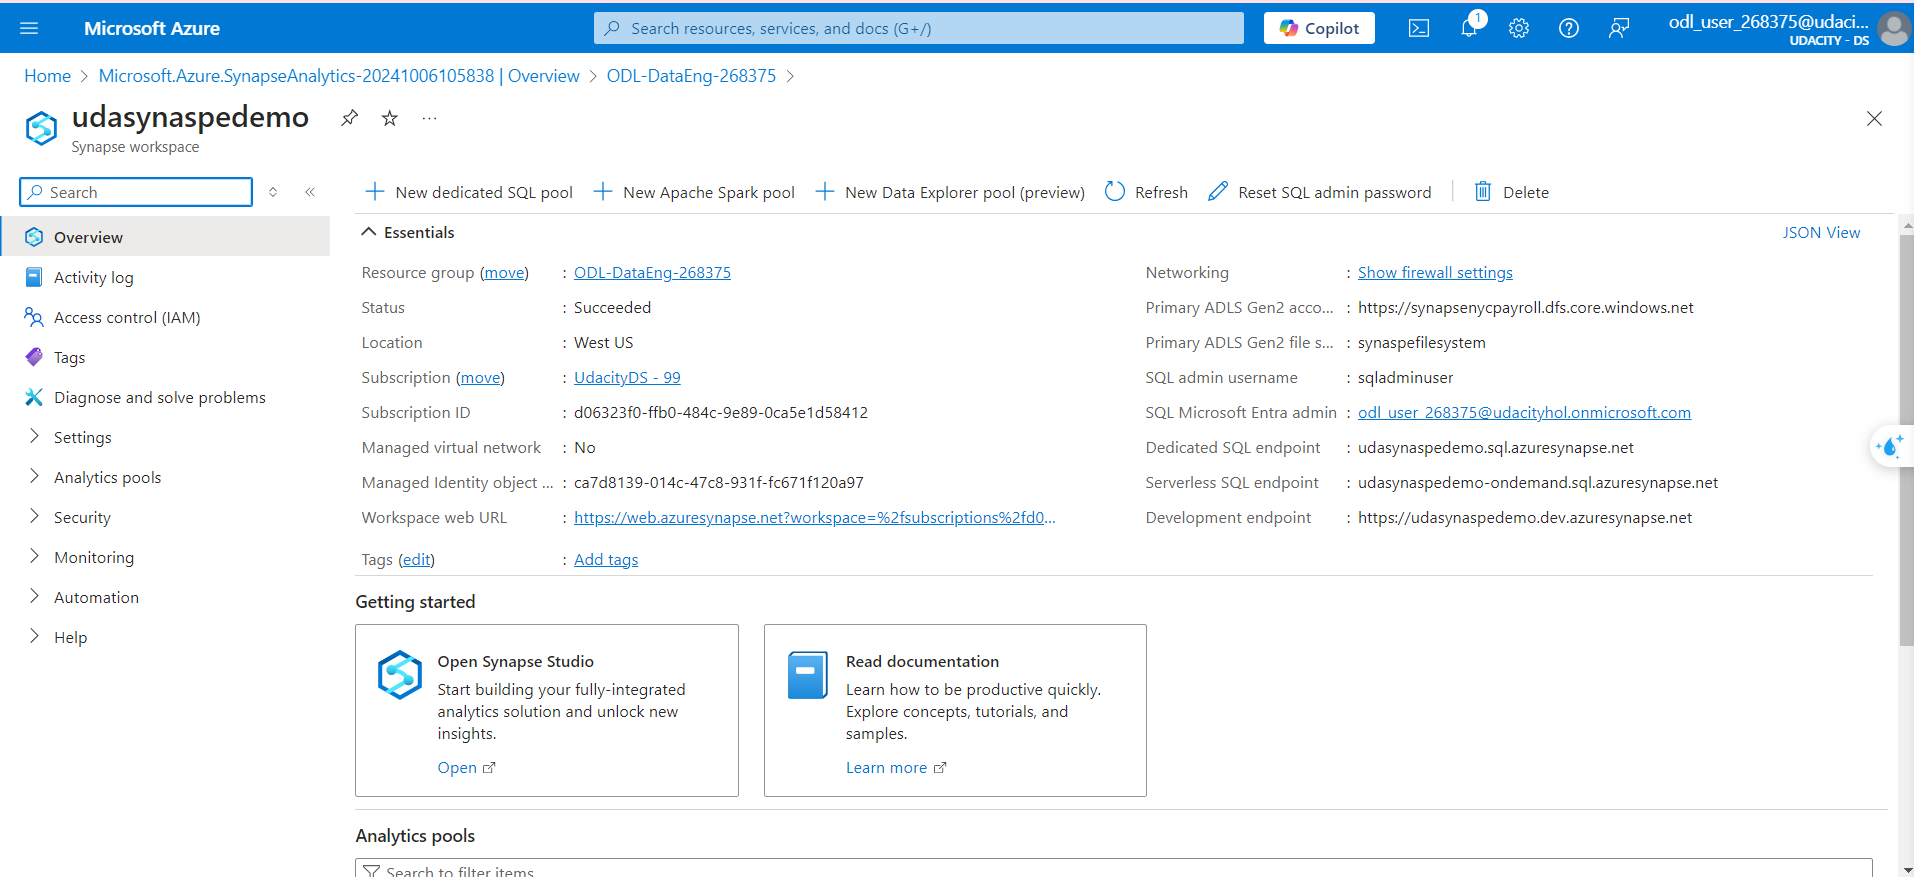 Microsoft Azure
Search resources, services, and docs (G+/)
Copilot
1
odl_user_268375@udaci...
UDACITY - DS
Home > Microsoft.Azure.SynapseAnalytics-20241006105838 | Overview > ODL-DataEng-268375 >
udasynaspedemo
...
Synapse workspace
Search
New dedicated SQL pool
New Apache Spark pool
New Data Explorer pool (preview)
Refresh
Reset SQL admin password
Delete
Overview
Activity log
Access control (IAM)
Tags
Diagnose and solve problems
Settings
Analytics pools
Security
Monitoring
Automation
Help
Essentials
JSON View
Resource group (move) : ODL-DataEng-268375
Status : Succeeded
Location : West US
Subscription (move) : UdacityDS - 99
Subscription ID : d06323f0-ffb0-484c-9e89-0ca5e1d58412
Managed virtual network : No
Managed Identity object ... : ca7d8139-014c-47c8-931f-fc671f120a97
Workspace web URL : https://web.azuresynapse.net?workspace=%2fsubscriptions%2fd0...
Tags (edit) : Add tags
Networking : Show firewall settings
Primary ADLS Gen2 acco... : https://synapsenycpayroll.dfs.core.windows.net
Primary ADLS Gen2 file s... : synaspefilesystem
SQL admin username : sqladminuser
SQL Microsoft Entra admin : odl_user_268375@udacityhol.onmicrosoft.com
Dedicated SQL endpoint : udasynaspedemo.sql.azuresynapse.net
Serverless SQL endpoint : udasynaspedemo-ondemand.sql.azuresynapse.net
Development endpoint : https://udasynaspedemo.dev.azuresynapse.net
Getting started
Open Synapse Studio
Start building your fully-integrated
analytics solution and unlock new
insights.
Open
Read documentation
Learn how to be productive quickly.
Explore concepts, tutorials, and
samples.
Learn more
Analytics pools
Search to filter items